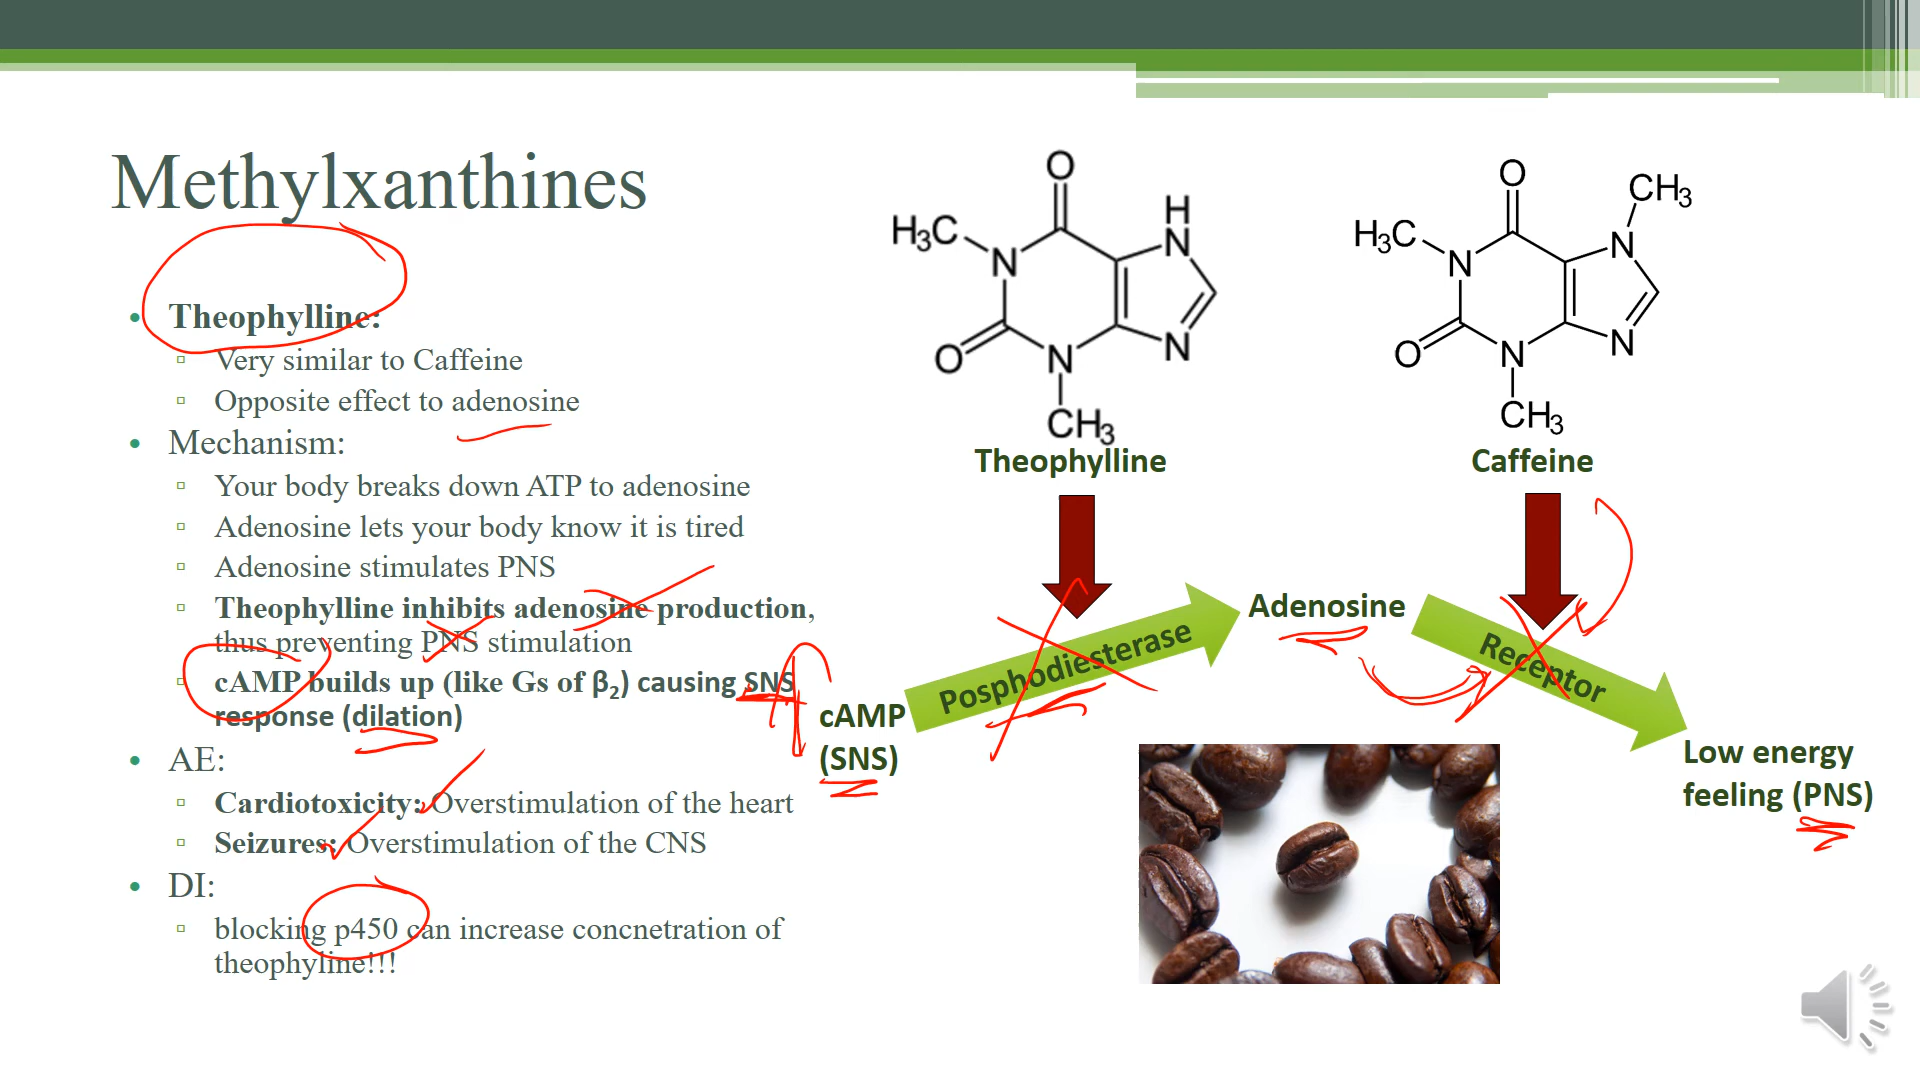 Methylxanthines
• Theophylline:
▫ Very similar to Caffeine
▫ Opposite effect to adenosine
• Mechanism:
▫ Your body breaks down ATP to adenosine
▫ Adenosine lets your body know it is tired
▫ Adenosine stimulates PNS
▫ Theophylline inhibits adenosine production,
thus preventing PNS stimulation
▫ cAMP builds up (like Gs of β₂) causing SNS
response (dilation)
• AE:
▫ Cardiotoxicity: Overstimulation of the heart
▫ Seizures: Overstimulation of the CNS
• DI:
▫ blocking p450 can increase concnetration of
theophyline!!!
O
H
N
H₃C
N
O
N
N
CH₃
Theophylline
O
CH₃
H₃C
N
N
O
N
N
CH₃
Caffeine
cAMP
(SNS)
Posphodiesterase
Adenosine
Receptor
Low energy
feeling (PNS)